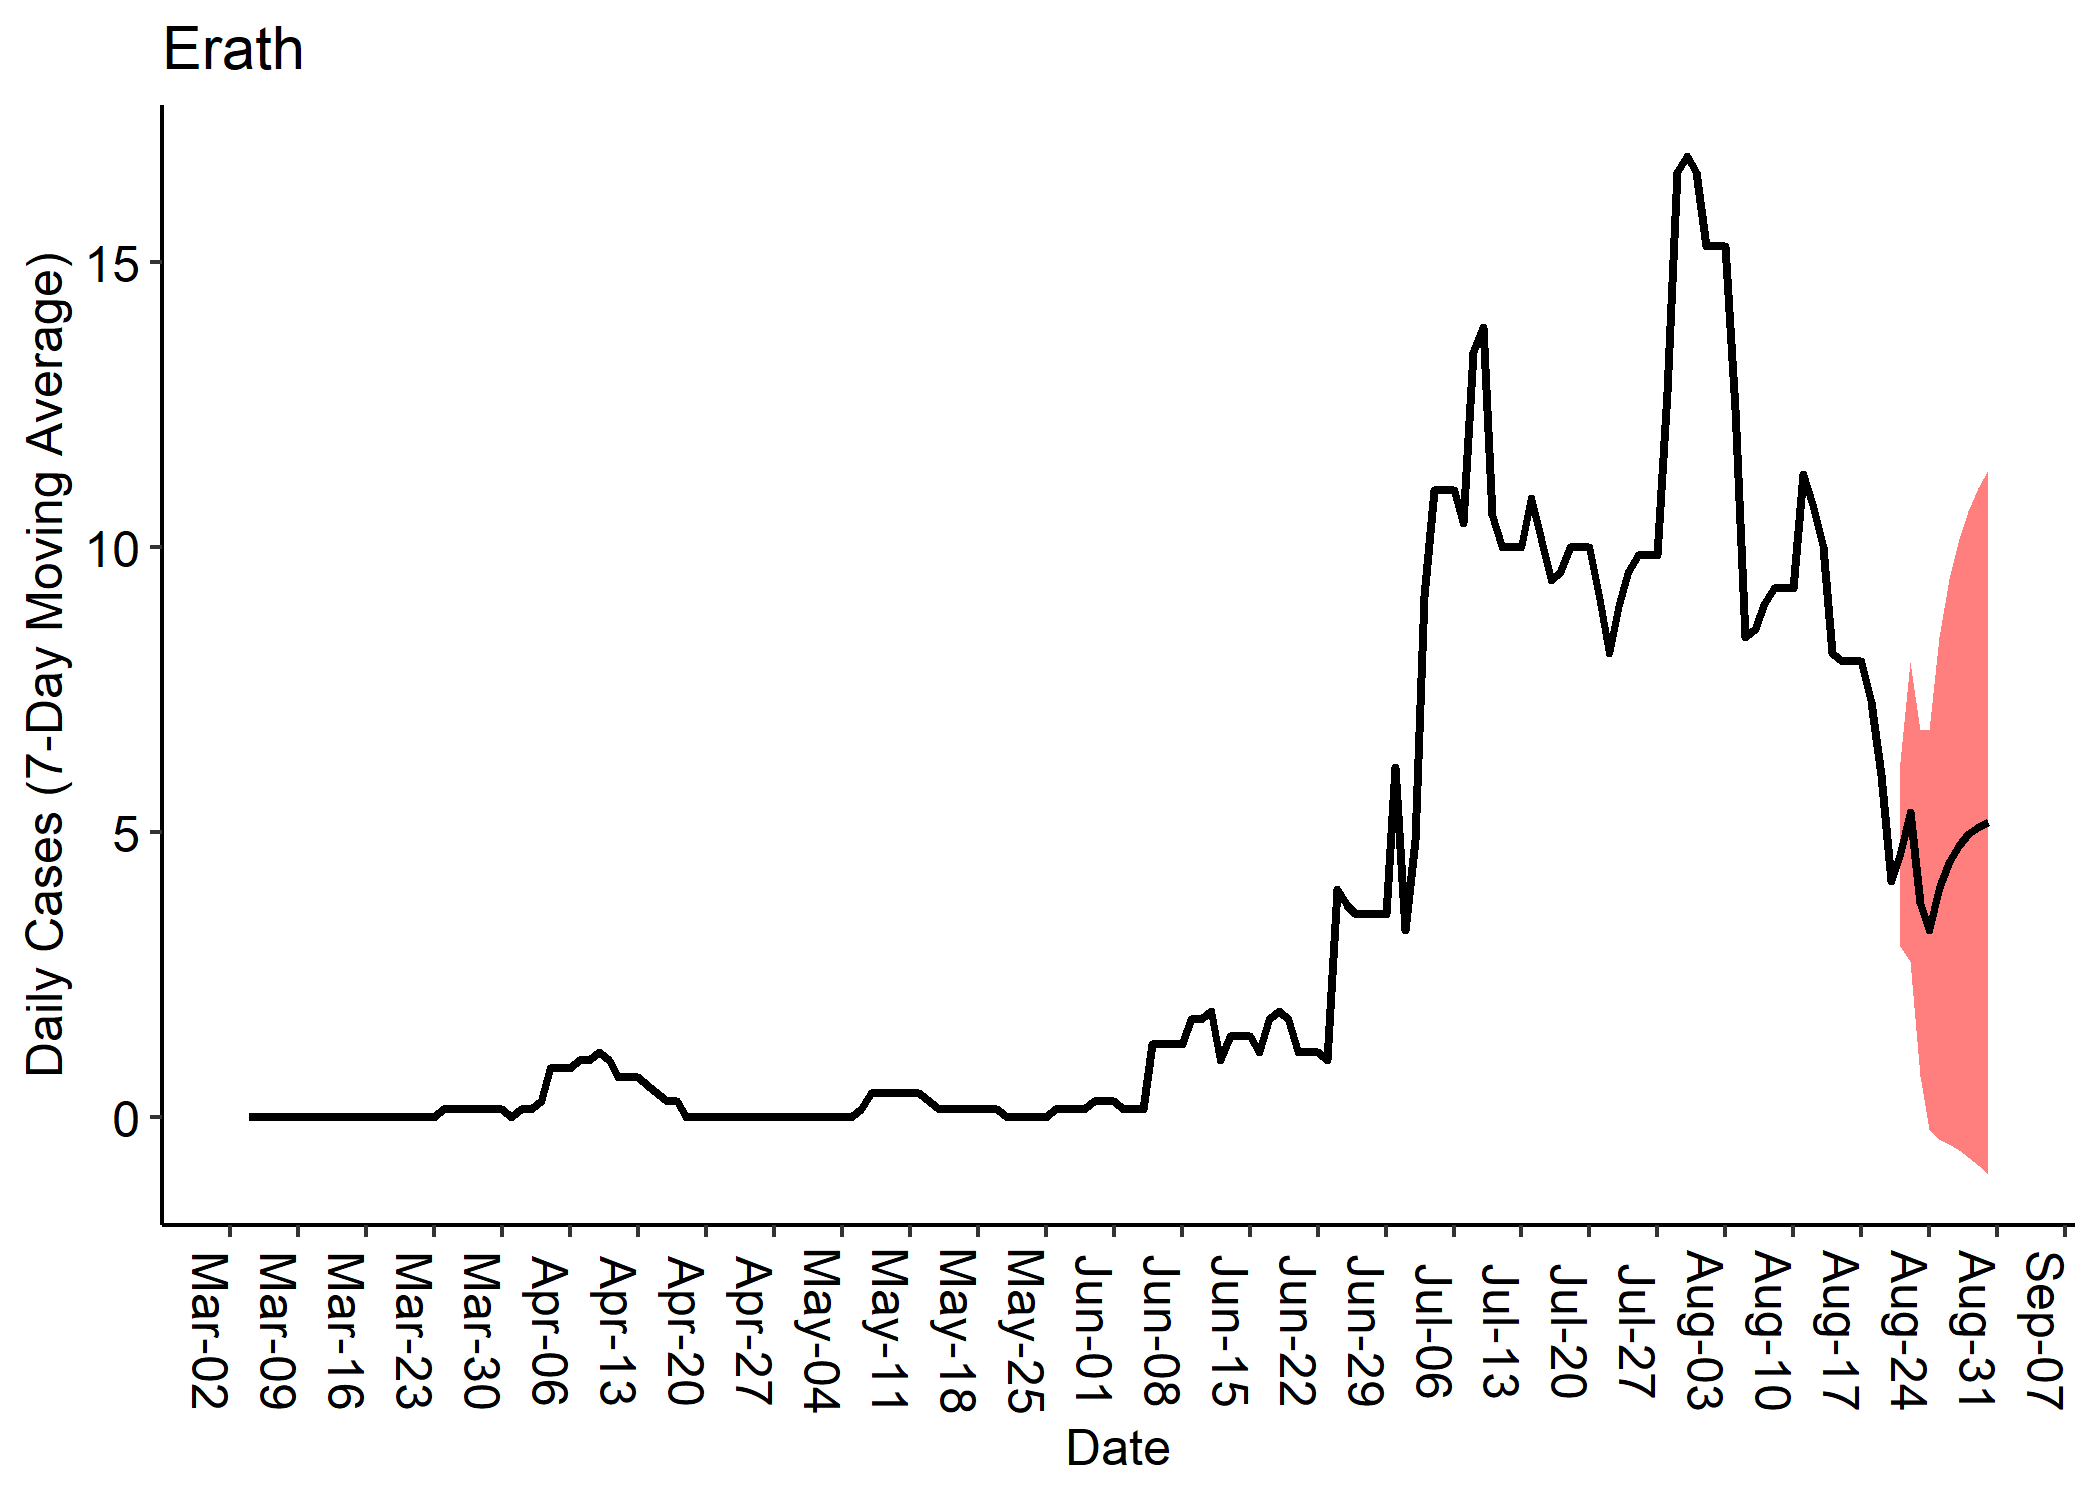 Erath
Daily Cases (7-Day Moving Average)
15
10
5
0
Mar-02
Mar-09
Mar-16
Mar-23
Mar-30
Apr-06
Apr-13
Apr-20
Apr-27
May-04
May-11
May-18
May-25
Jun-01
Jun-08
Jun-15
Jun-22
Jun-29
Jul-06
Jul-13
Jul-20
Jul-27
Aug-03
Aug-10
Aug-17
Aug-24
Aug-31
Sep-07
Date